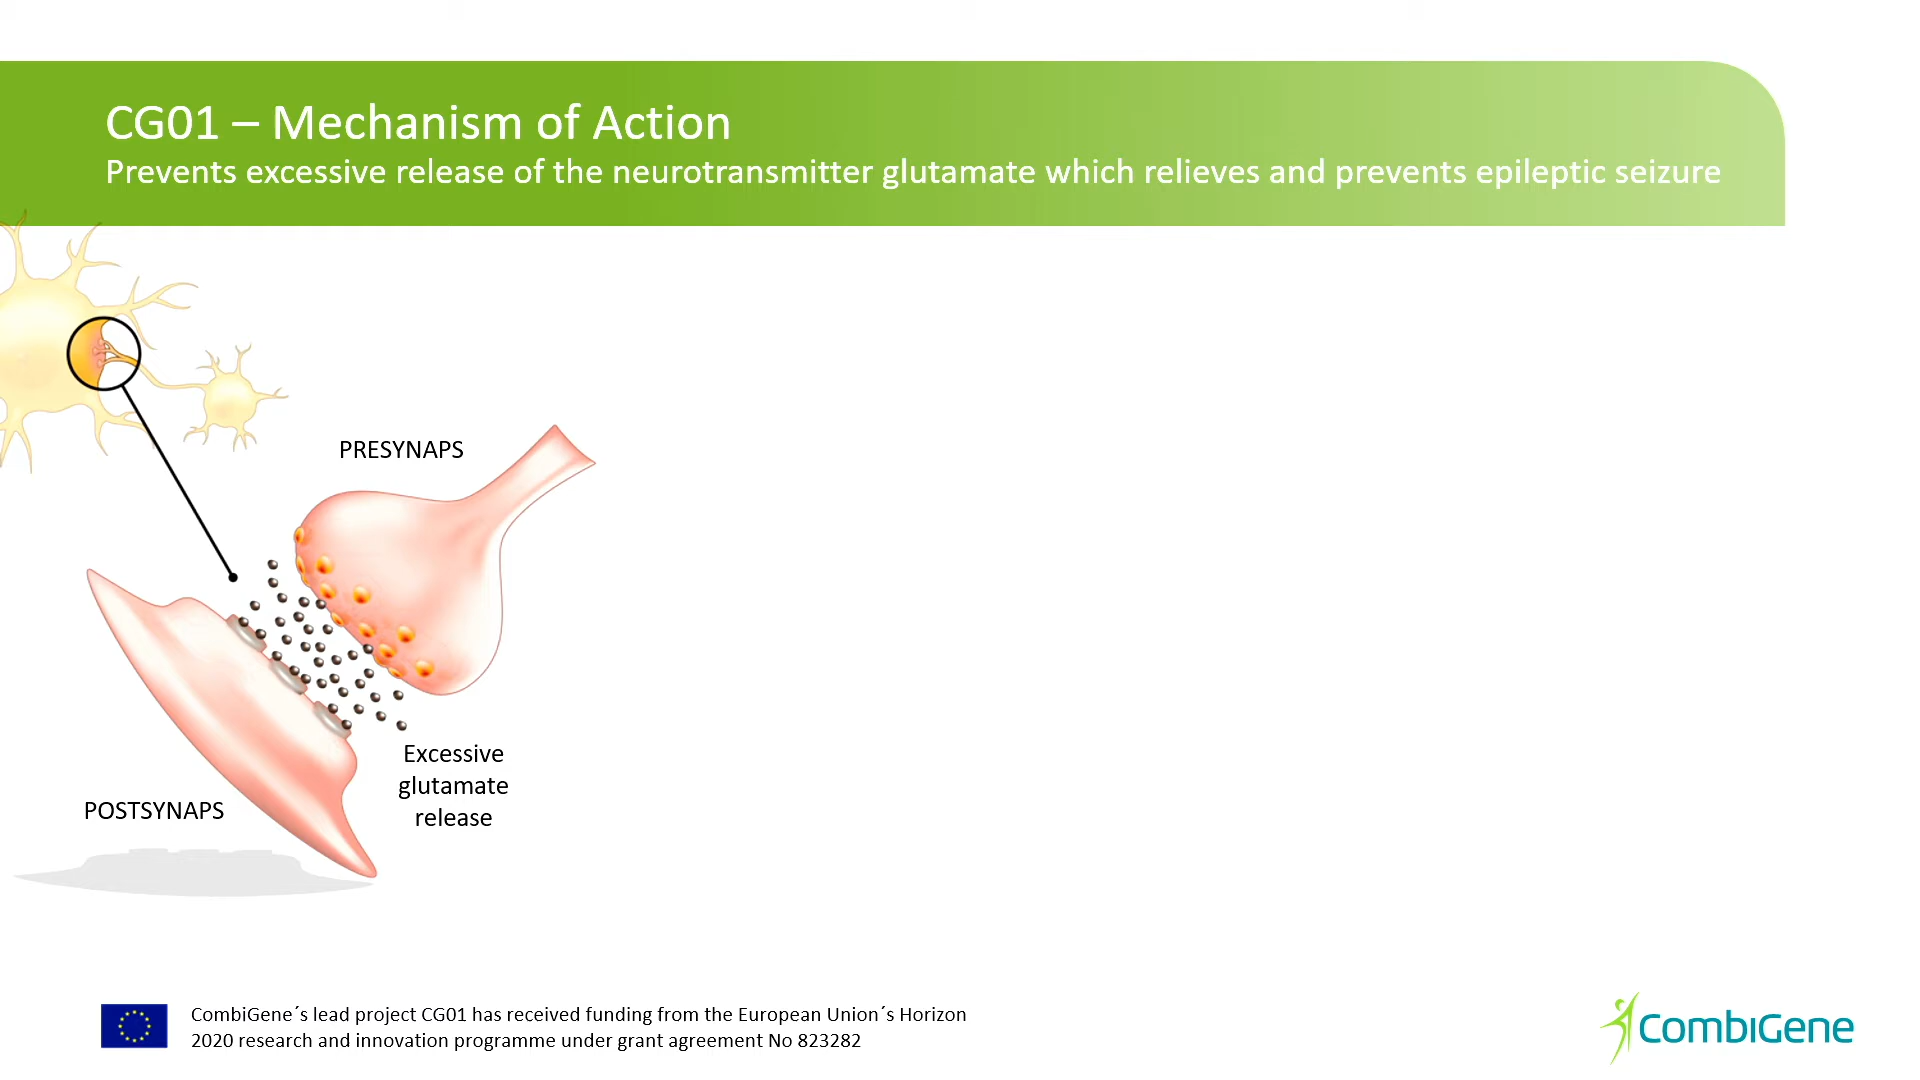 CG01 – Mechanism of Action
Prevents excessive release of the neurotransmitter glutamate which relieves and prevents epileptic seizure
PRESYNAPS
Excessive
glutamate
release
POSTSYNAPS
CombiGene´s lead project CG01 has received funding from the European Union´s Horizon
2020 research and innovation programme under grant agreement No 823282
CombiGene